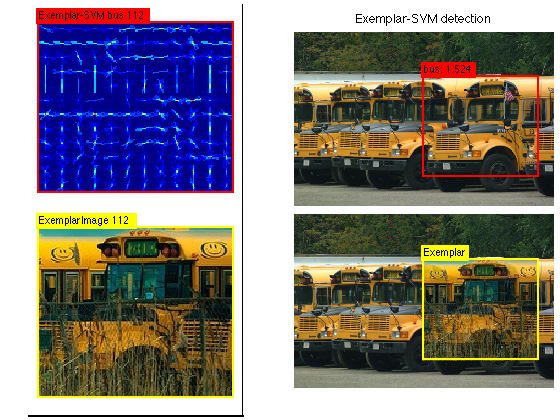 Exemplar-SVM bus 112
Exemplar-SVM detection
bus: 1.524
ExemplarImage 112
Exemplar